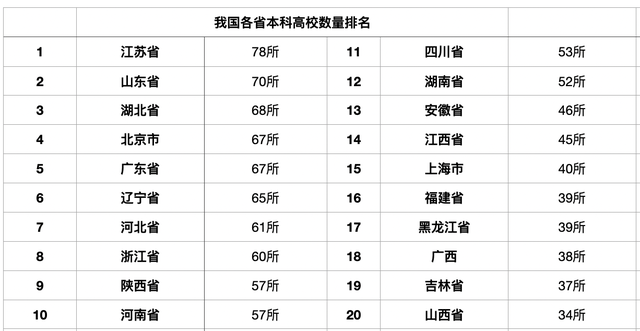 我国各省本科高校数量排名
1 江苏省 78所 11 四川省 53所
2 山东省 70所 12 湖南省 52所
3 湖北省 68所 13 安徽省 46所
4 北京市 67所 14 江西省 45所
5 广东省 67所 15 上海市 40所
6 辽宁省 65所 16 福建省 39所
7 河北省 61所 17 黑龙江省 39所
8 浙江省 60所 18 广西 38所
9 陕西省 57所 19 吉林省 37所
10 河南省 57所 20 山西省 34所